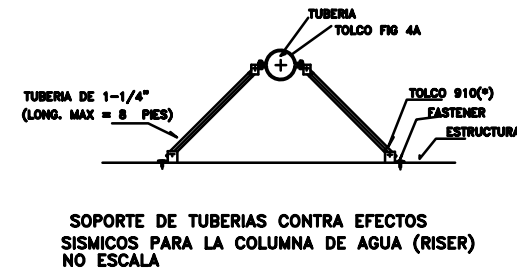 TUBERIA
TOLCO FIG 4A
TUBERIA DE 1-1/4"
(LONG. MAX = 8 PIES)
TOLCO 910(*)
FASTENER
ESTRUCTURA
SOPORTE DE TUBERIAS CONTRA EFECTOS
SISMICOS PARA LA COLUMNA DE AGUA (RISER)
NO ESCALA